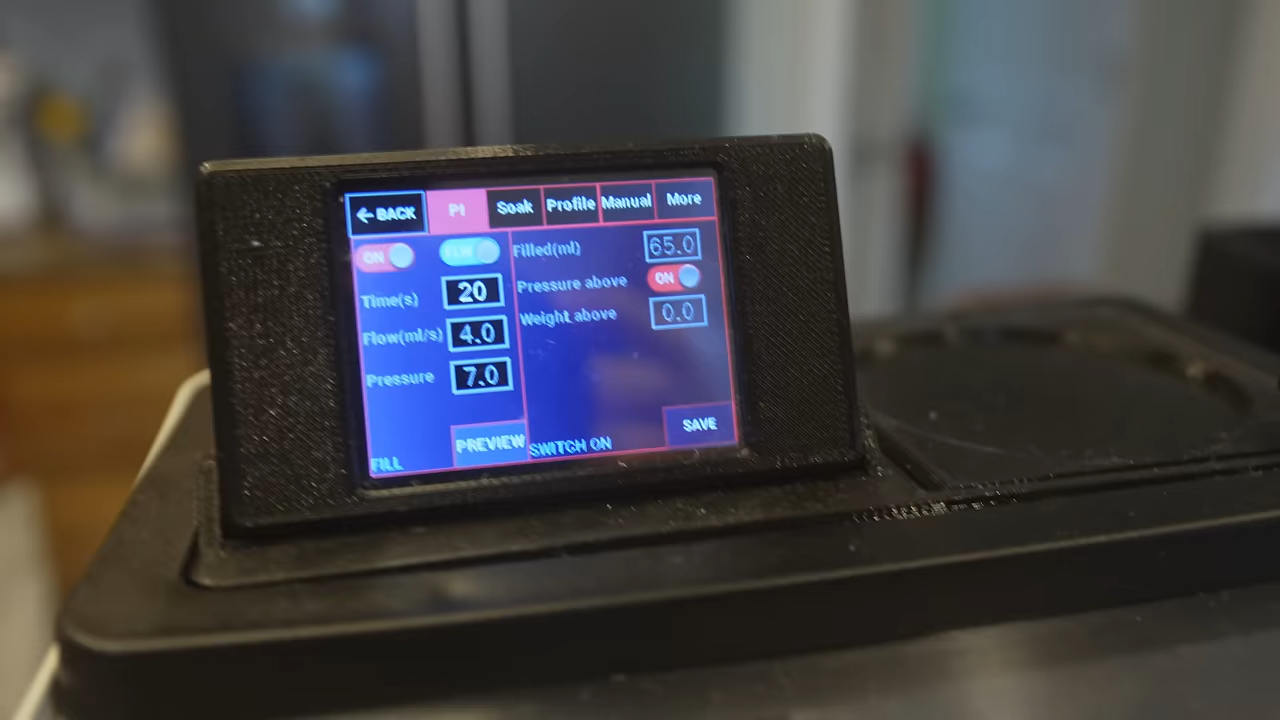 ← BACK PI Soak Profile Manual More
ON FLW Filled(ml) 65.0
Time(s) 20 Pressure above ON
Flow(ml/s) 4.0 Weight above 0.0
Pressure 7.0
FILL PREVIEW SWITCH ON SAVE